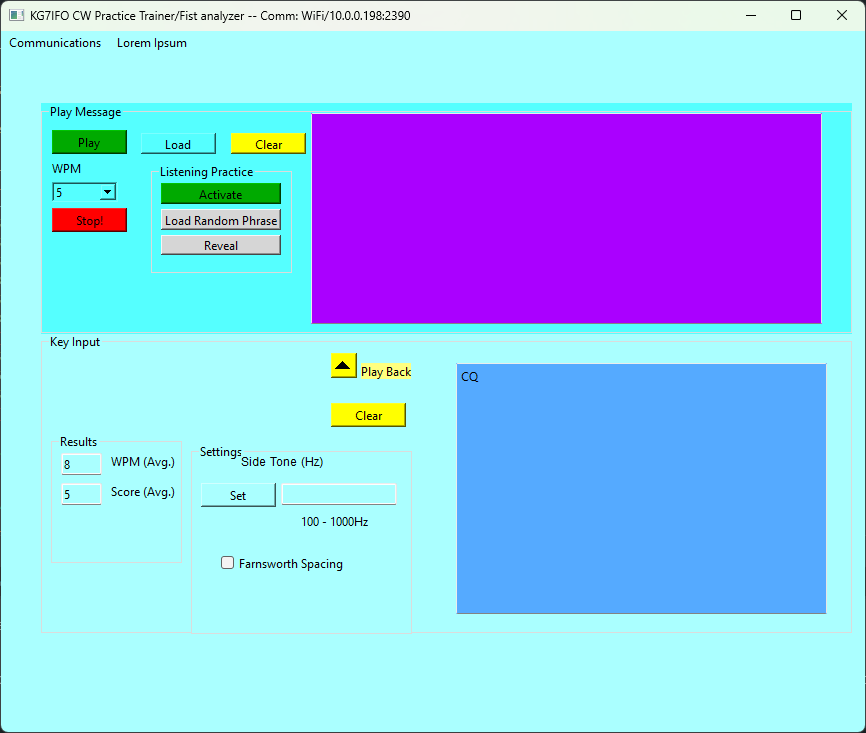 KG7IFO CW Practice Trainer/Fist analyzer -- Comm: WiFi/10.0.0.198:2390
Communications Lorem Ipsum
Play Message
Play Load Clear
WPM
Listening Practice
5
Activate
Stop!
Load Random Phrase
Reveal
Key Input
Play Back
CQ
Clear
Results
Settings
8 WPM (Avg.)
Side Tone (Hz)
5 Score (Avg.)
Set
100 - 1000Hz
Farnsworth Spacing